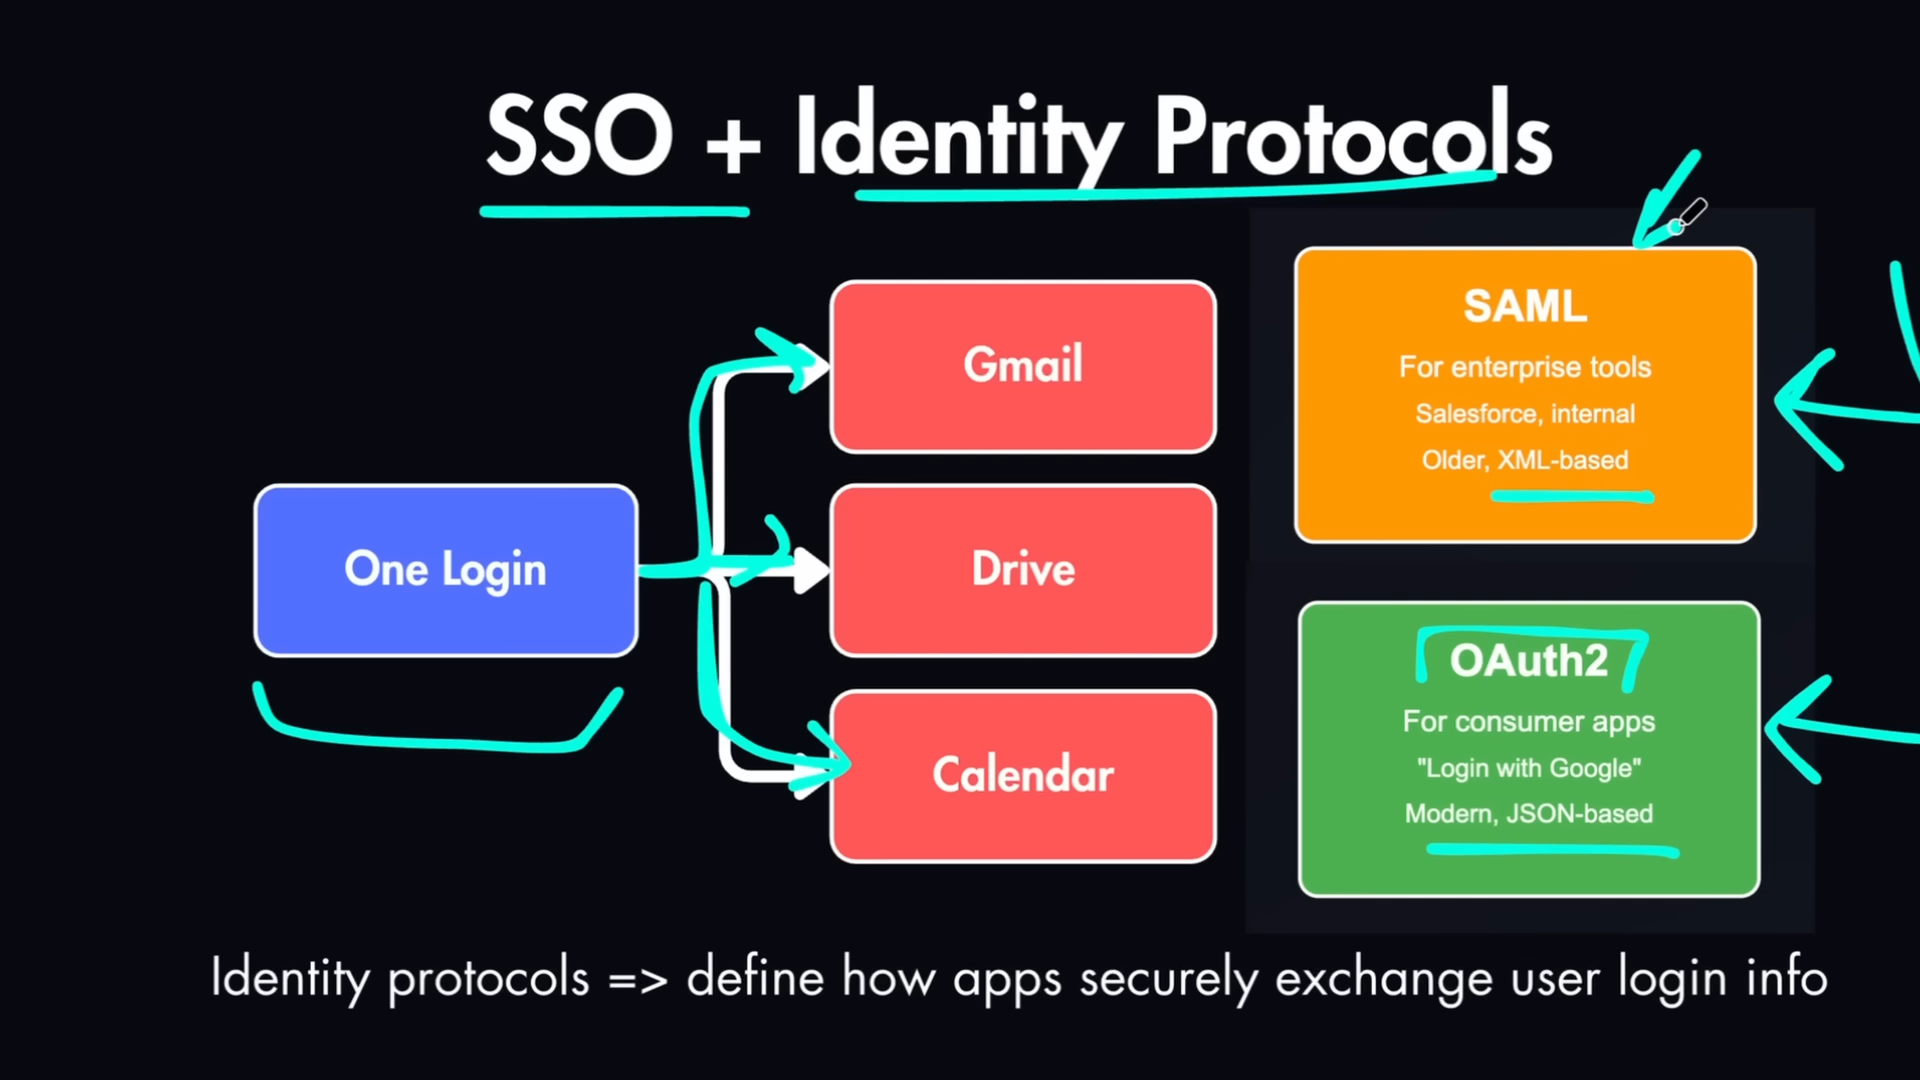 SSO + Identity Protocols
One Login
Gmail
Drive
Calendar
SAML
For enterprise tools
Salesforce, internal
Older, XML-based
OAuth2
For consumer apps
"Login with Google"
Modern, JSON-based
Identity protocols => define how apps securely exchange user login info